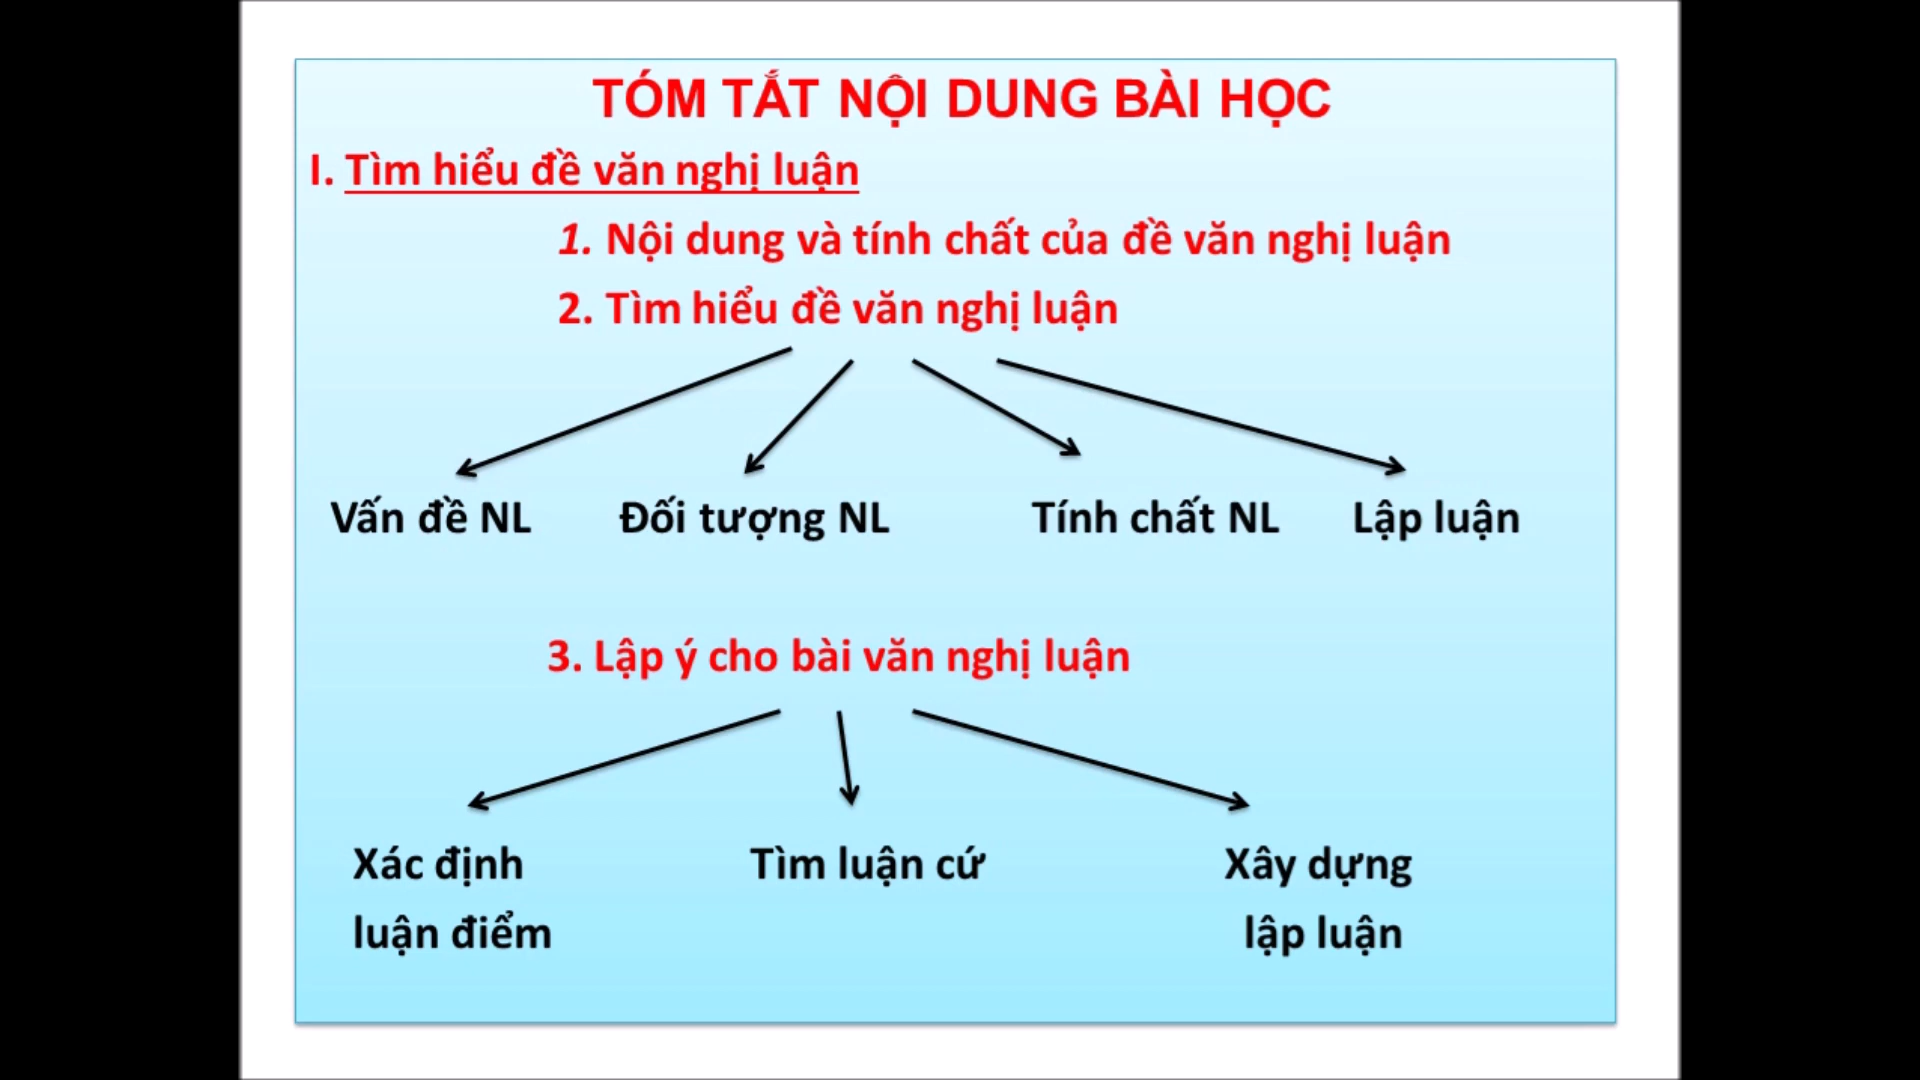 TÓM TẮT NỘI DUNG BÀI HỌC
I. Tìm hiểu đề văn nghị luận
1. Nội dung và tính chất của đề văn nghị luận
2. Tìm hiểu đề văn nghị luận
Vấn đề NL Đối tượng NL Tính chất NL Lập luận
3. Lập ý cho bài văn nghị luận
Xác định Tìm luận cứ Xây dựng
luận điểm lập luận